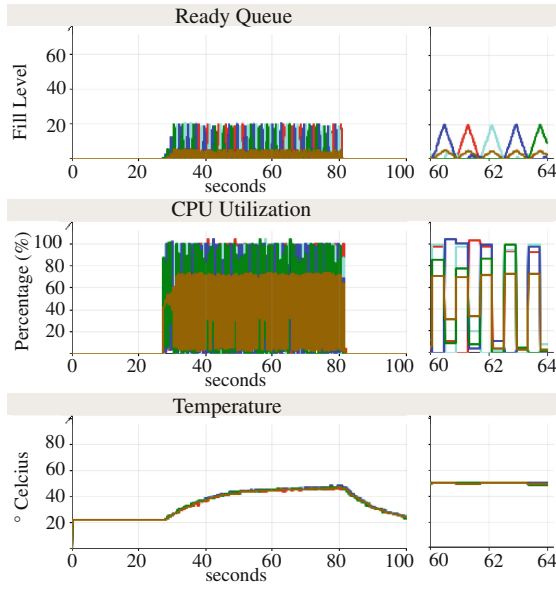 Ready Queue
Fill Level
60
40
20
0 20 40 60 80 100 60 62 64
seconds
CPU Utilization
Percentage (%)
100
80
60
40
20
0 20 40 60 80 100 60 62 64
seconds
Temperature
° Celcius
80
60
40
20
0 20 40 60 80 100 60 62 64
seconds